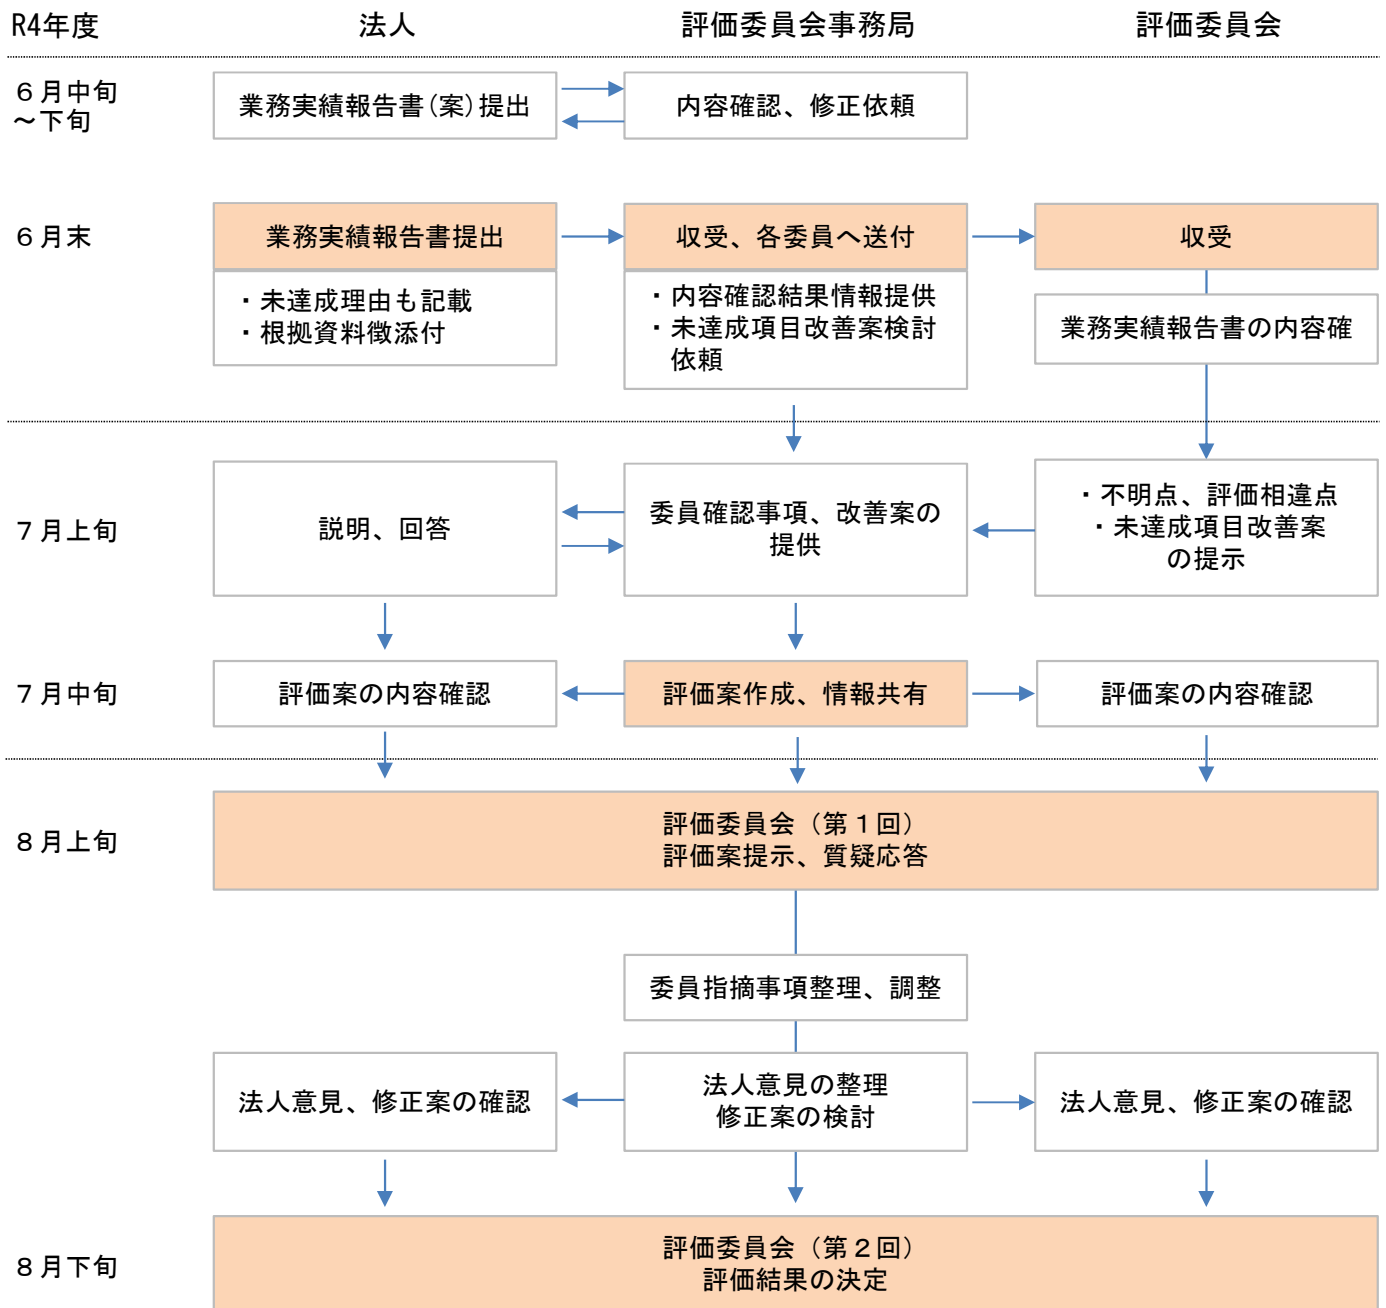 R4年度 法人 評価委員会事務局 評価委員会
６月中旬
～下旬
業務実績報告書(案)提出
内容確認、修正依頼
６月末
業務実績報告書提出
収受、各委員へ送付
収受
・未達成理由も記載
・根拠資料徴添付
・内容確認結果情報提供
・未達成項目改善案検討
依頼
業務実績報告書の内容確
７月上旬
説明、回答
委員確認事項、改善案の
提供
・不明点、評価相違点
・未達成項目改善案
の提示
７月中旬
評価案の内容確認
評価案作成、情報共有
評価案の内容確認
８月上旬
評価委員会（第１回）
評価案提示、質疑応答
委員指摘事項整理、調整
法人意見、修正案の確認
法人意見の整理
修正案の検討
法人意見、修正案の確認
８月下旬
評価委員会（第２回）
評価結果の決定